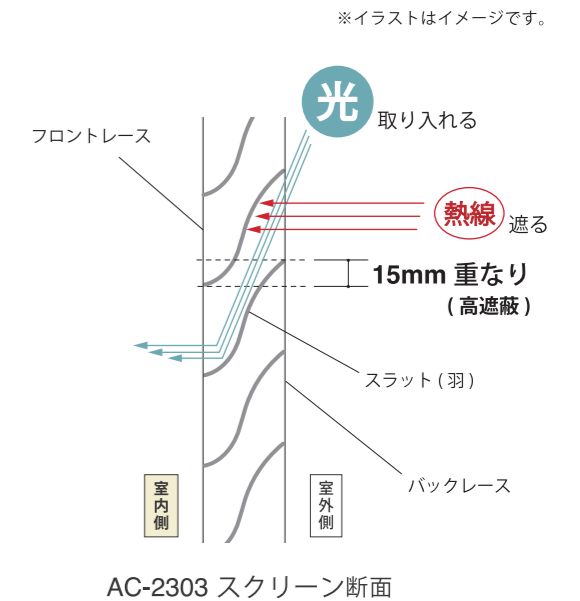 ※イラストはイメージです。
光
取り入れる
フロントレース
熱線
遮る
15mm 重なり
( 高遮蔽 )
スラット ( 羽 )
バックレース
室内側
室外側
AC-2303 スクリーン断面